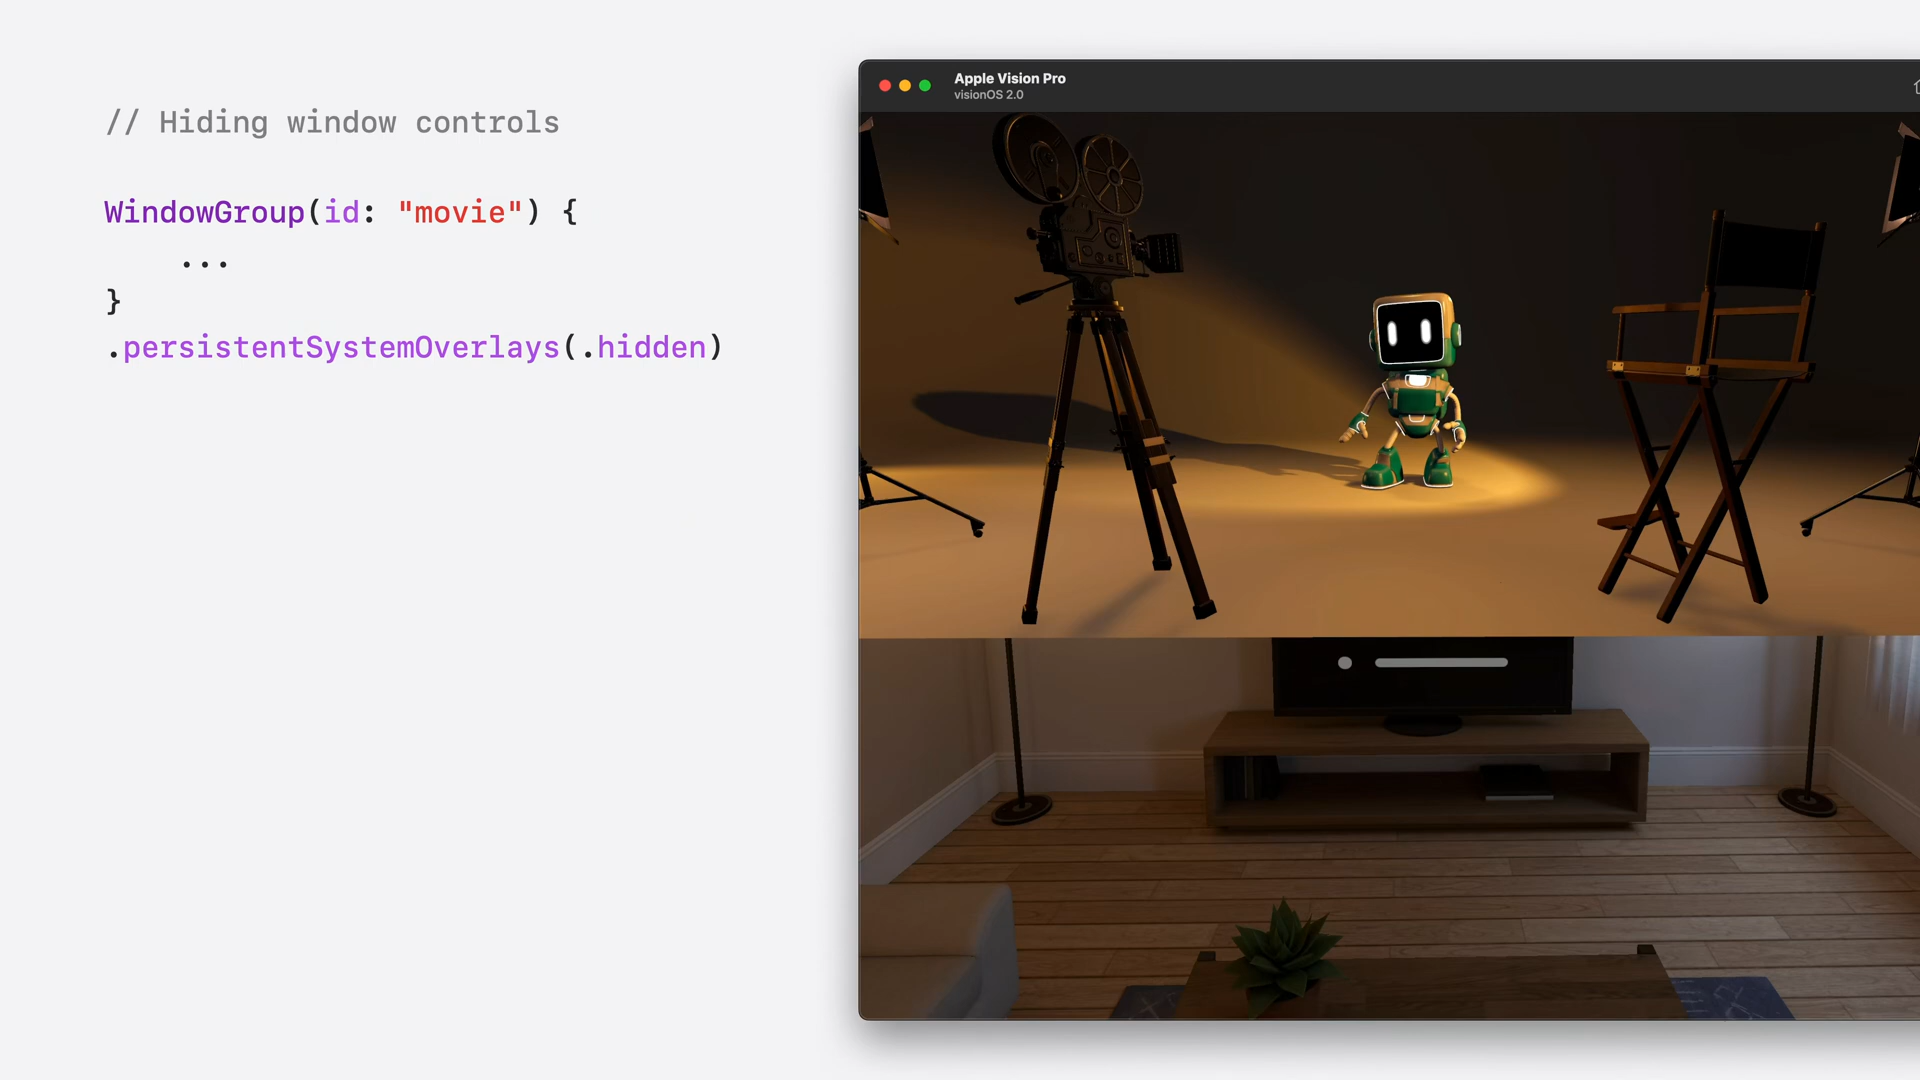 // Hiding window controls
WindowGroup(id: "movie") {
...
}
.persistentSystemOverlays(.hidden)
Apple Vision Pro
visionOS 2.0